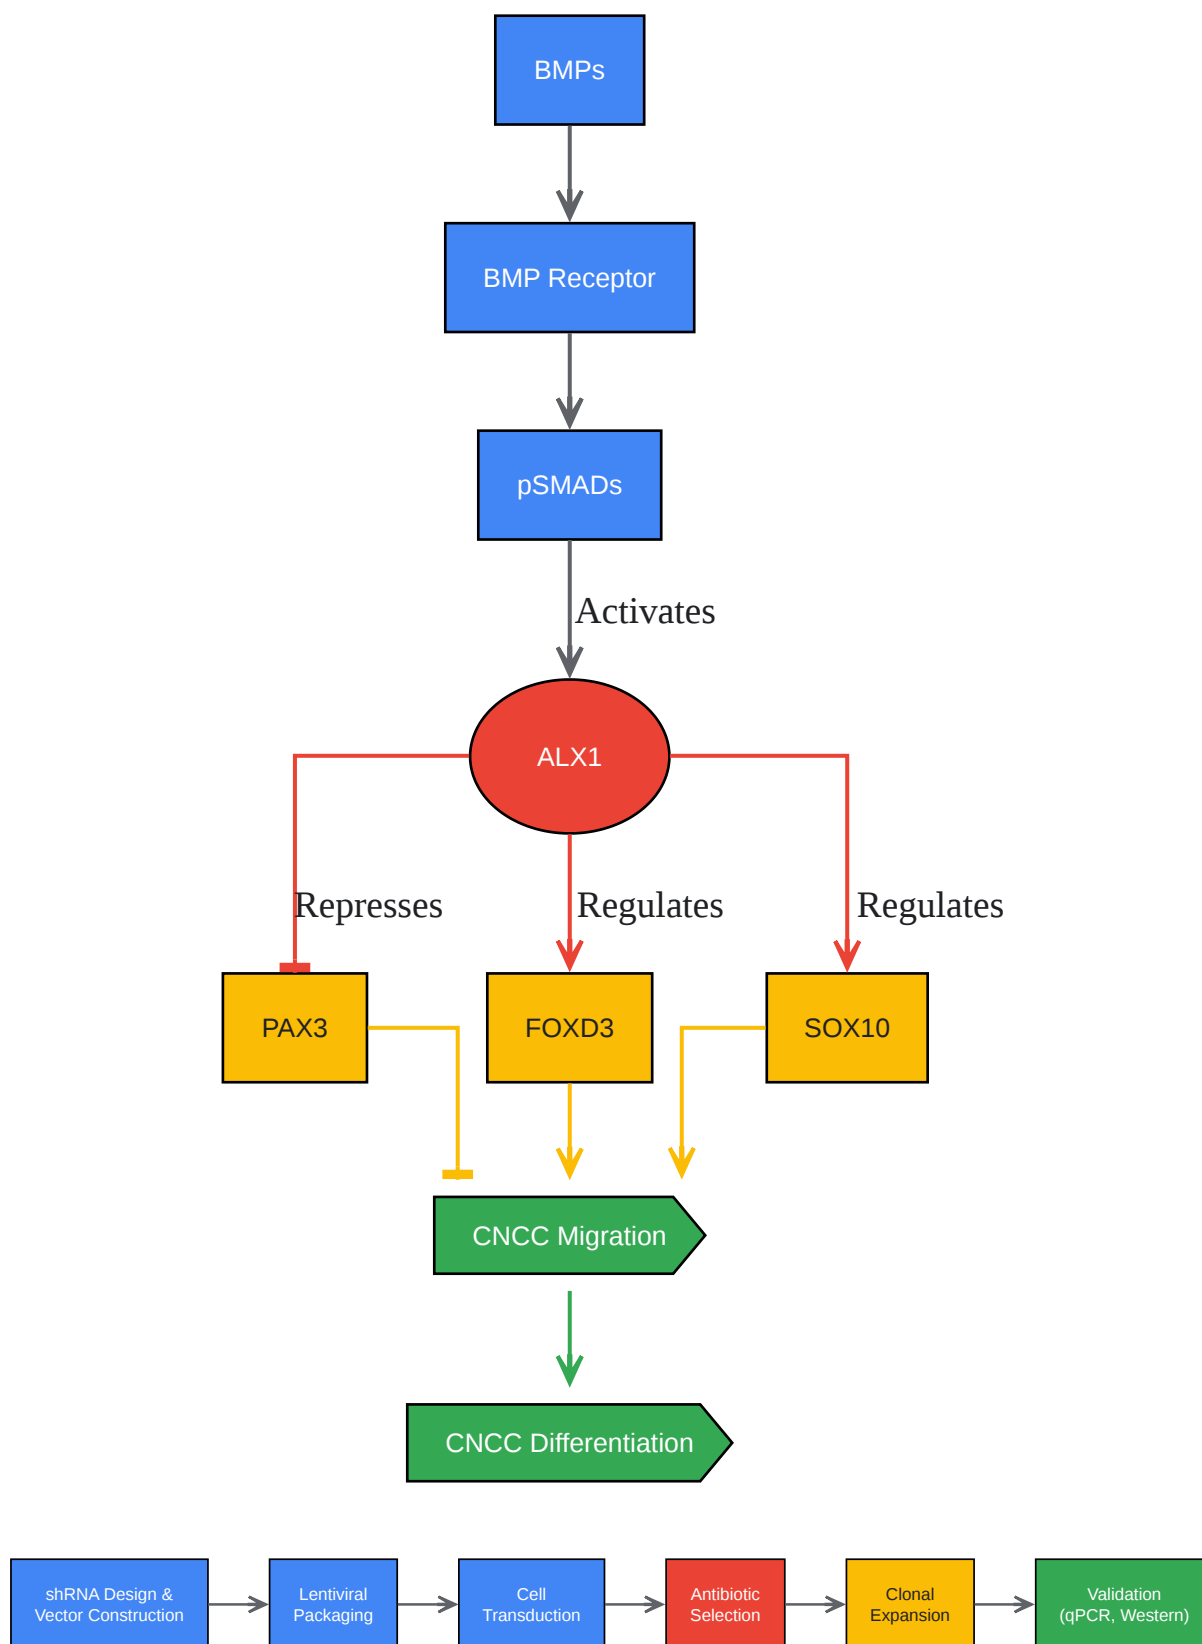 BMPs
BMP Receptor
pSMADs
Activates
ALX1
Represses
Regulates
Regulates
PAX3
FOXD3
SOX10
CNCC Migration
CNCC Differentiation
shRNA Design &
Vector Construction
Lentiviral
Packaging
Cell
Transduction
Antibiotic
Selection
Clonal
Expansion
Validation
(qPCR, Western)